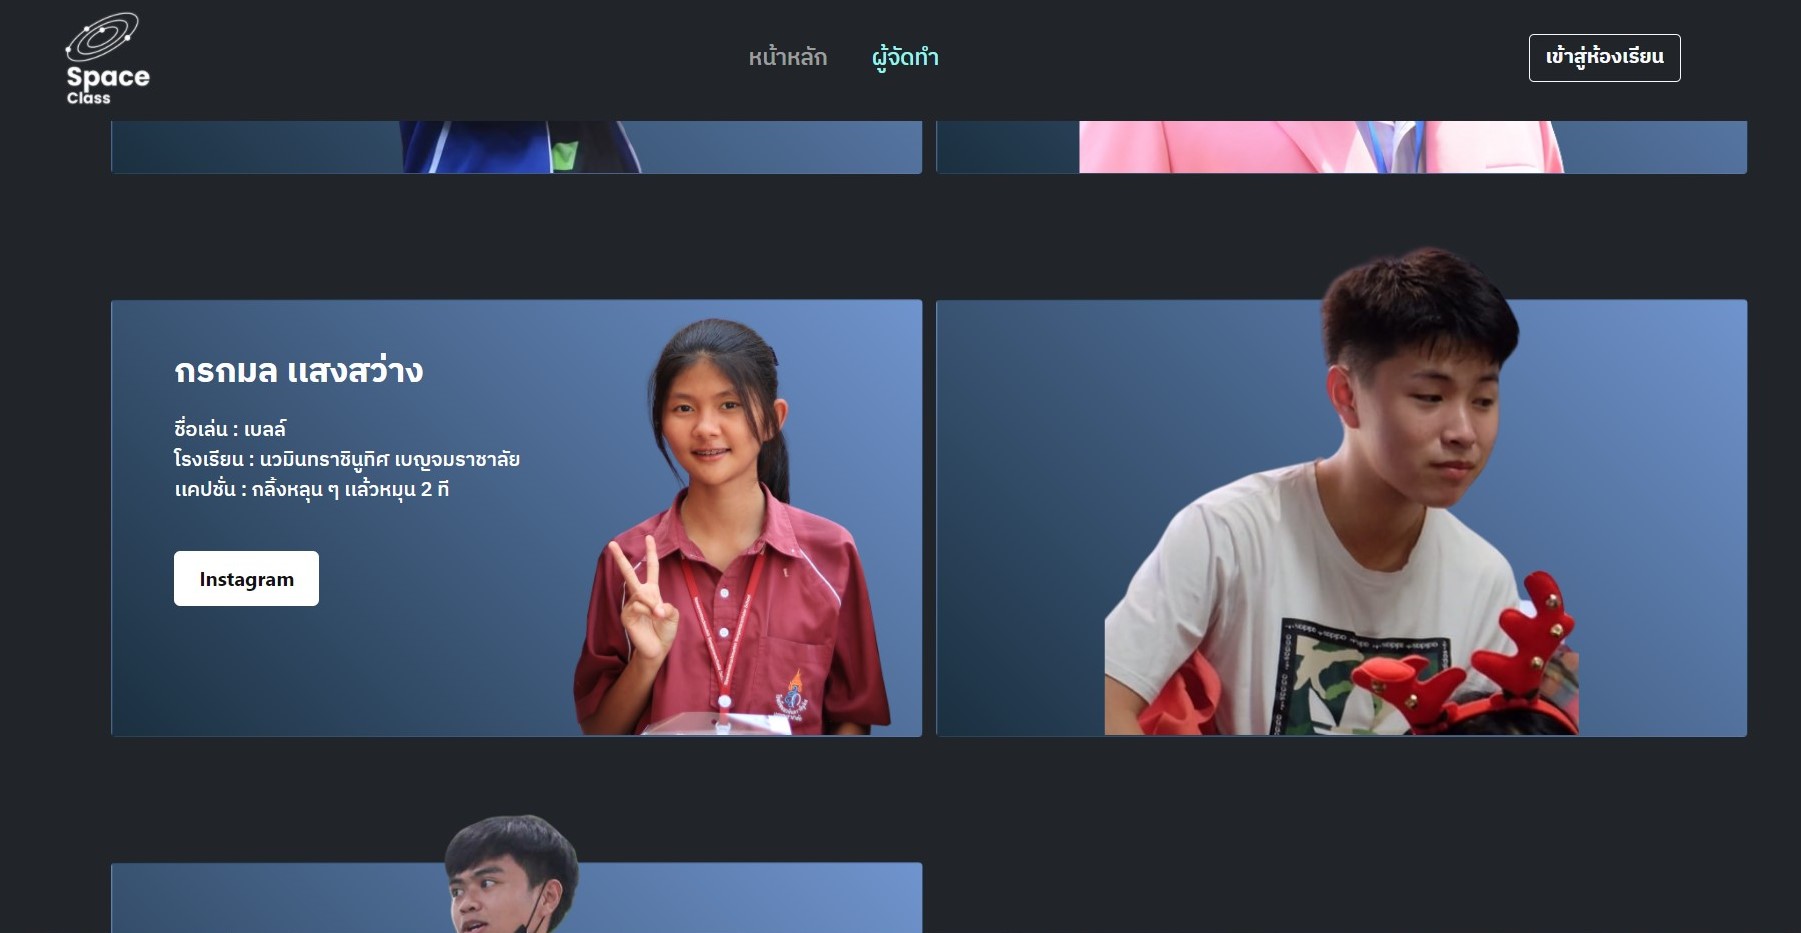 Space
Class
หน้าหลัก
ผู้จัดทำ
เข้าสู่ห้องเรียน
กรกมล แสงสว่าง
ชื่อเล่น : เบลล์
โรงเรียน : นวมินทราชินูทิศ เบญจมราชาลัย
แคปชั่น : กลิ้งหลุน ๆ แล้วหมุน 2 ที
Instagram